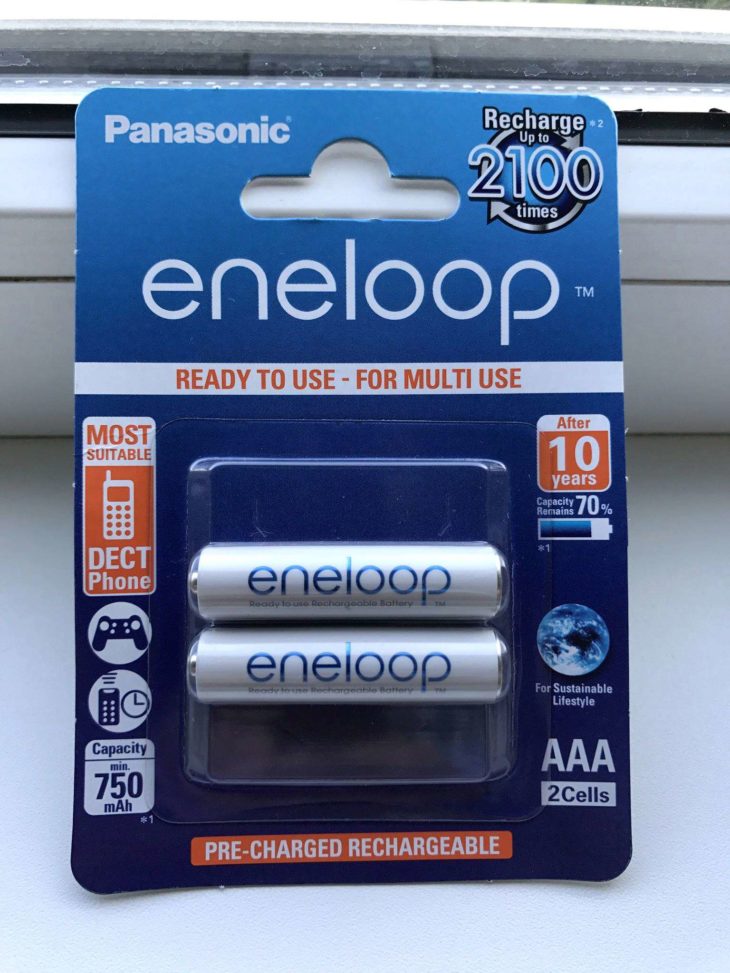 Panasonic
Recharge *2
Up to
2100
times
eneloop ™
READY TO USE - FOR MULTI USE
MOST
SUITABLE
DECT
Phone
After
10
years
Capacity
Remains 70%
*1
eneloop
Ready to use Rechargeable Battery ™
eneloop
Ready to use Rechargeable Battery ™
For Sustainable
Lifestyle
Capacity
min.
750
mAh
*1
AAA
2Cells
PRE-CHARGED RECHARGEABLE